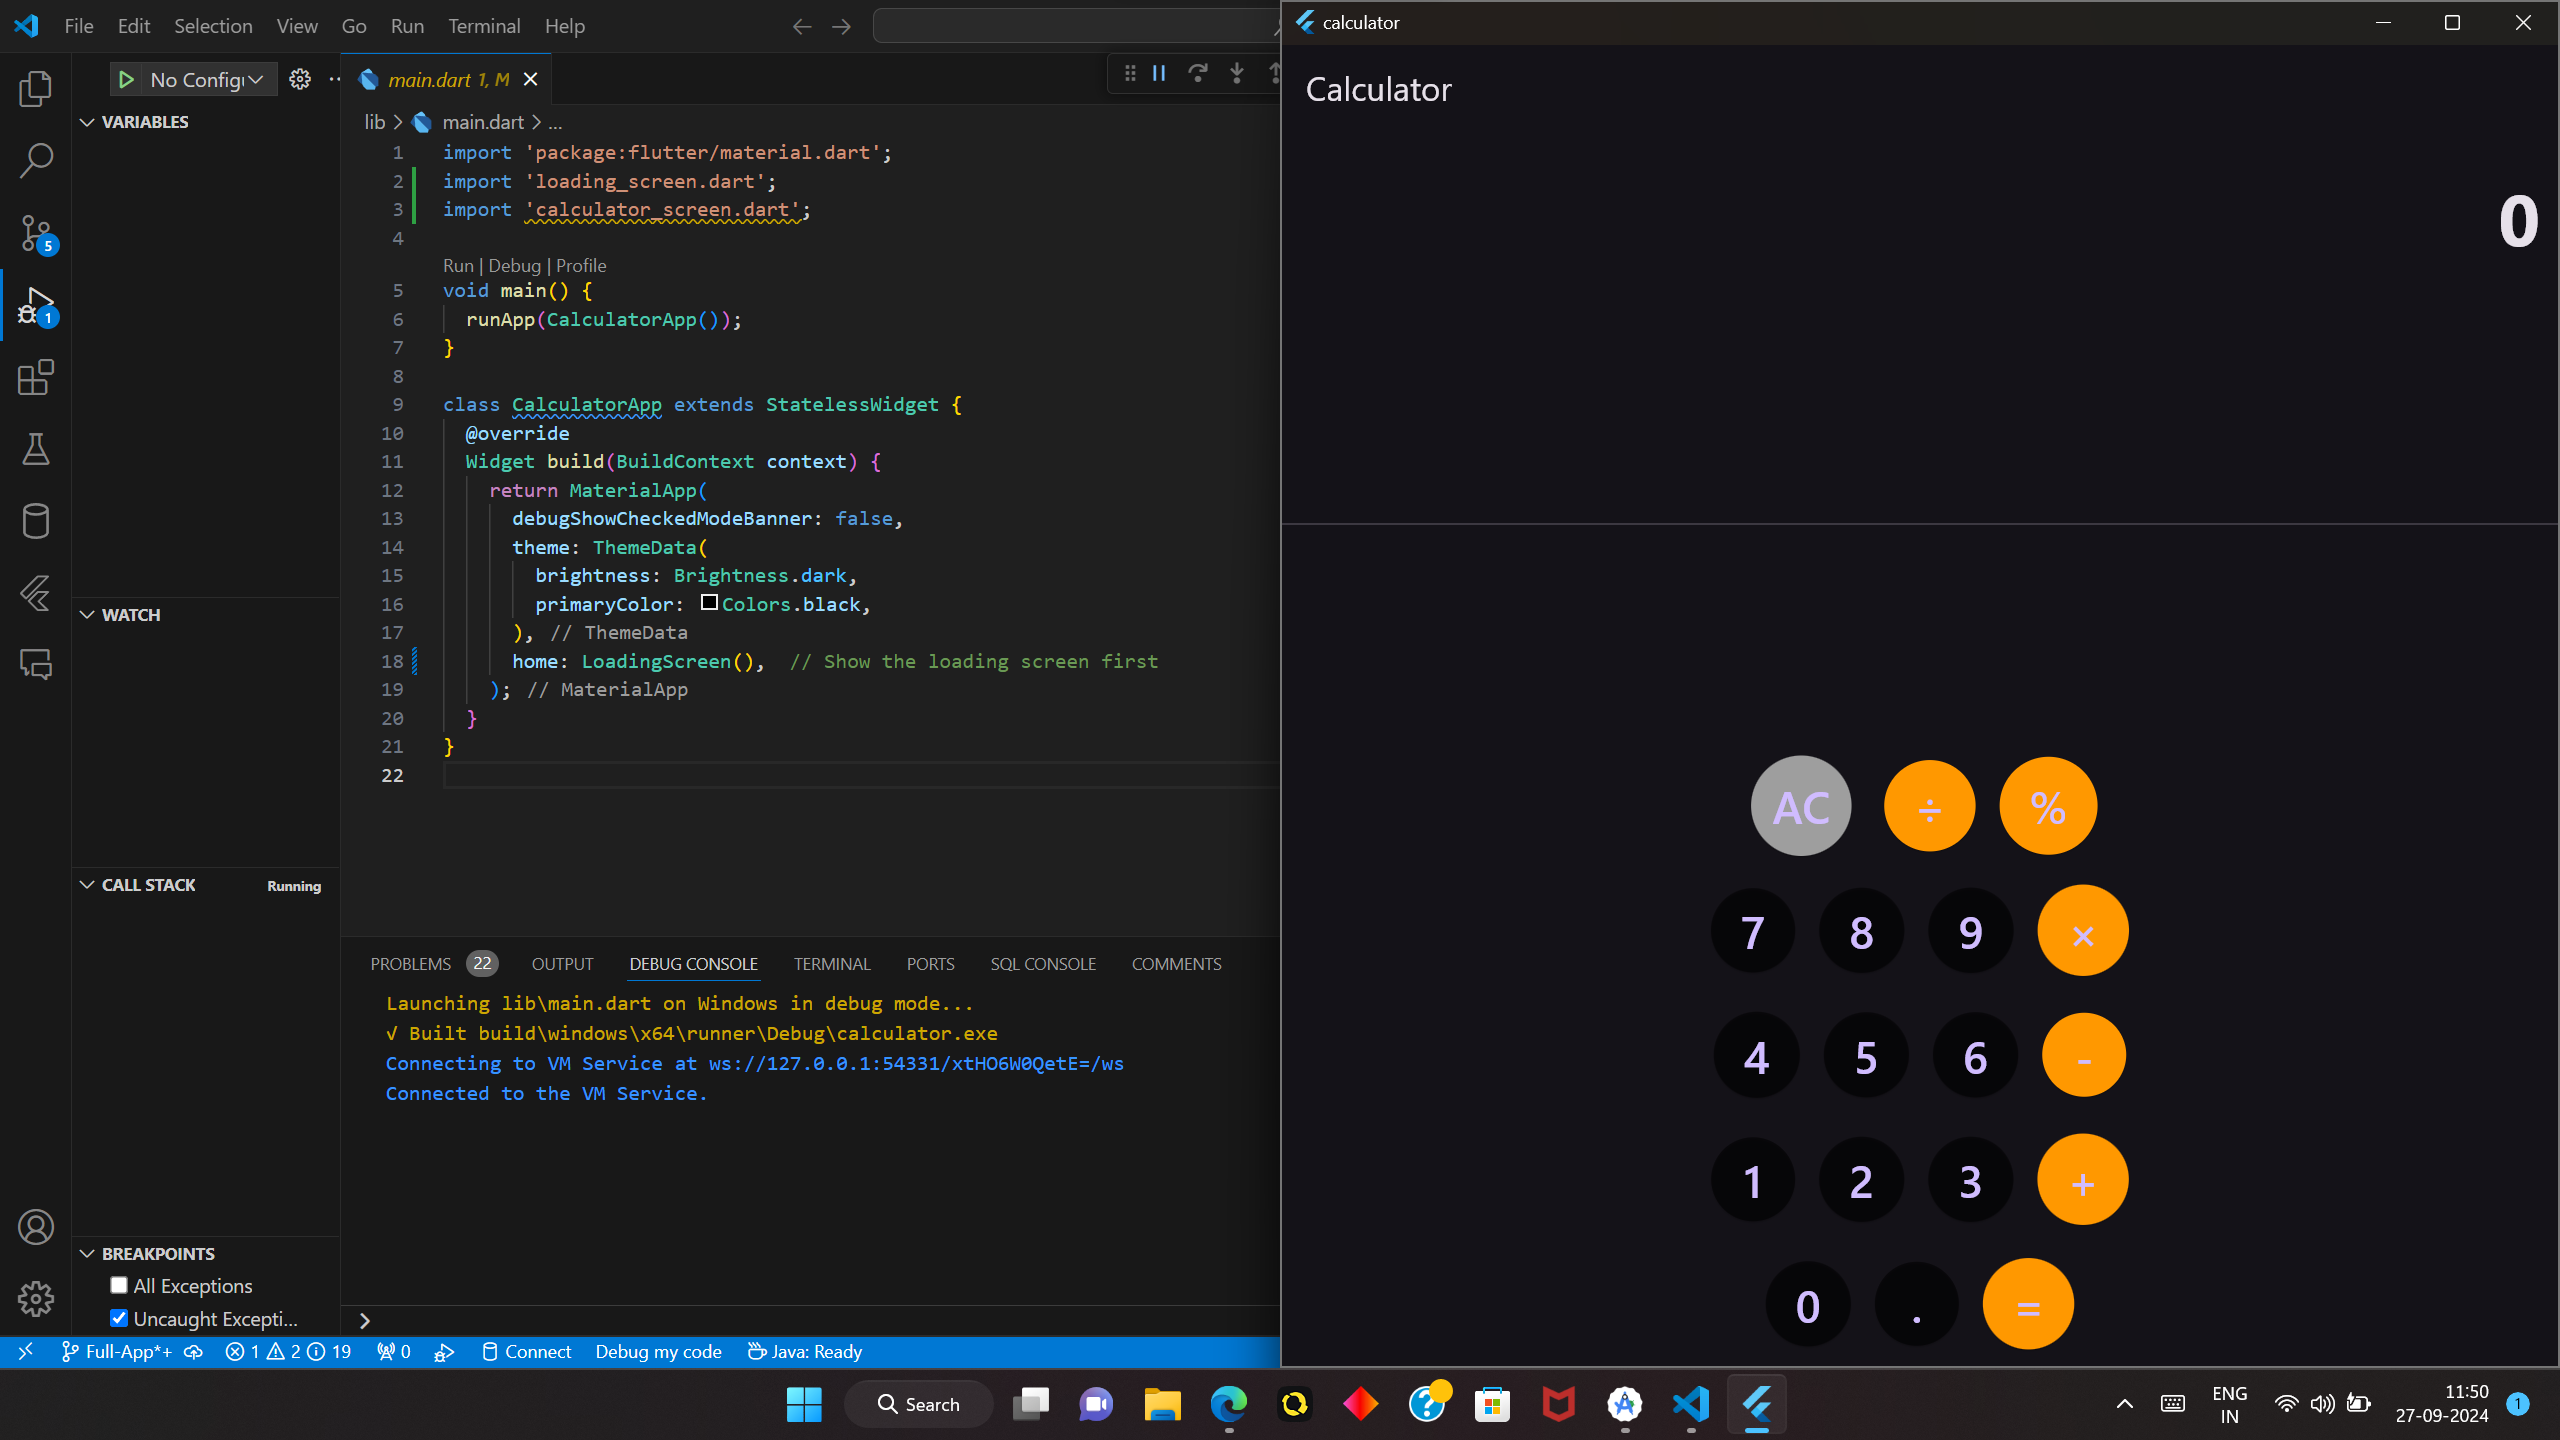 File Edit Selection View Go Run Terminal Help
No Config
main.dart 1, M
VARIABLES
lib > main.dart > ...
1 import 'package:flutter/material.dart';
2 import 'loading_screen.dart';
3 import 'calculator_screen.dart';
4
Run | Debug | Profile
5 void main() {
6 runApp(CalculatorApp());
7 }
8
9 class CalculatorApp extends StatelessWidget {
10 @override
11 Widget build(BuildContext context) {
12 return MaterialApp(
13 debugShowCheckedModeBanner: false,
14 theme: ThemeData(
15 brightness: Brightness.dark,
16 primaryColor: Colors.black,
17 ), // ThemeData
18 home: LoadingScreen(), // Show the loading screen first
19 ); // MaterialApp
20 }
21 }
22
5
1
WATCH
CALL STACK Running
BREAKPOINTS
All Exceptions
Uncaught Excepti...
PROBLEMS 22 OUTPUT DEBUG CONSOLE TERMINAL PORTS SQL CONSOLE COMMENTS
Launching lib\main.dart on Windows in debug mode...
√ Built build\windows\x64\runner\Debug\calculator.exe
Connecting to VM Service at ws://127.0.0.1:54331/xtHO6W0QetE=/ws
Connected to the VM Service.
>
Full-App*+ 1 2 19 0 Connect Debug my code Java: Ready
calculator
Calculator
0
AC ÷ %
7 8 9 ×
4 5 6 -
1 2 3 +
0 . =
Search
ENG
IN
11:50
27-09-2024
1